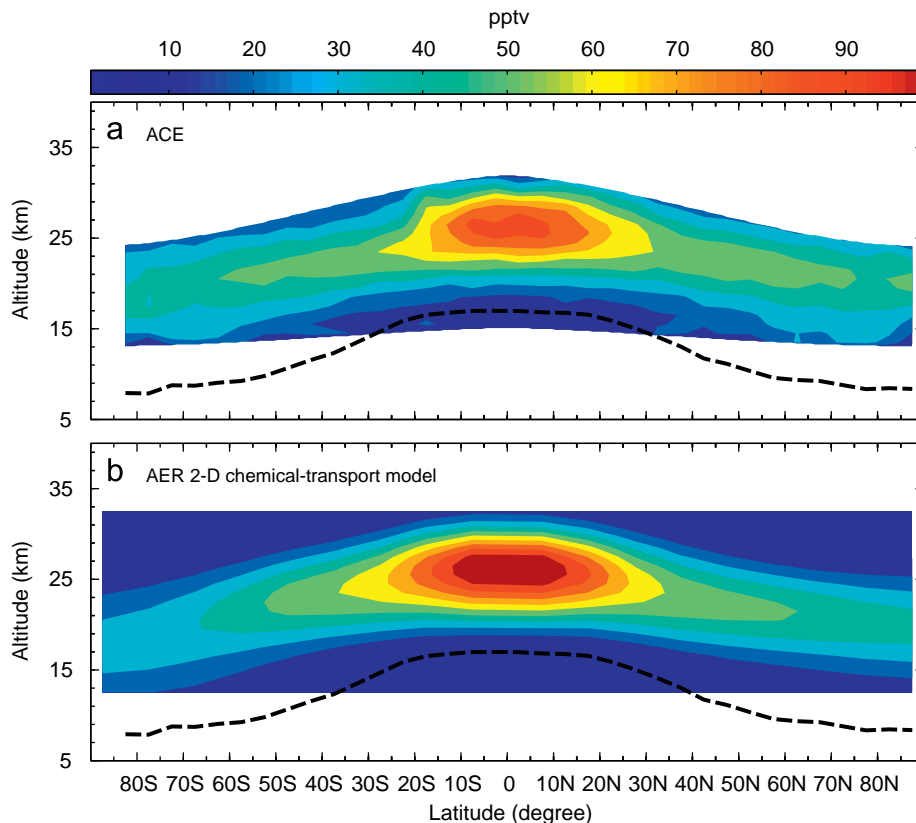 pptv
10 20 30 40 50 60 70 80 90
a ACE
35
25
15
5
Altitude (km)
b AER 2-D chemical-transport model
35
25
15
5
Altitude (km)
80S 70S 60S 50S 40S 30S 20S 10S 0 10N 20N 30N 40N 50N 60N 70N 80N
Latitude (degree)